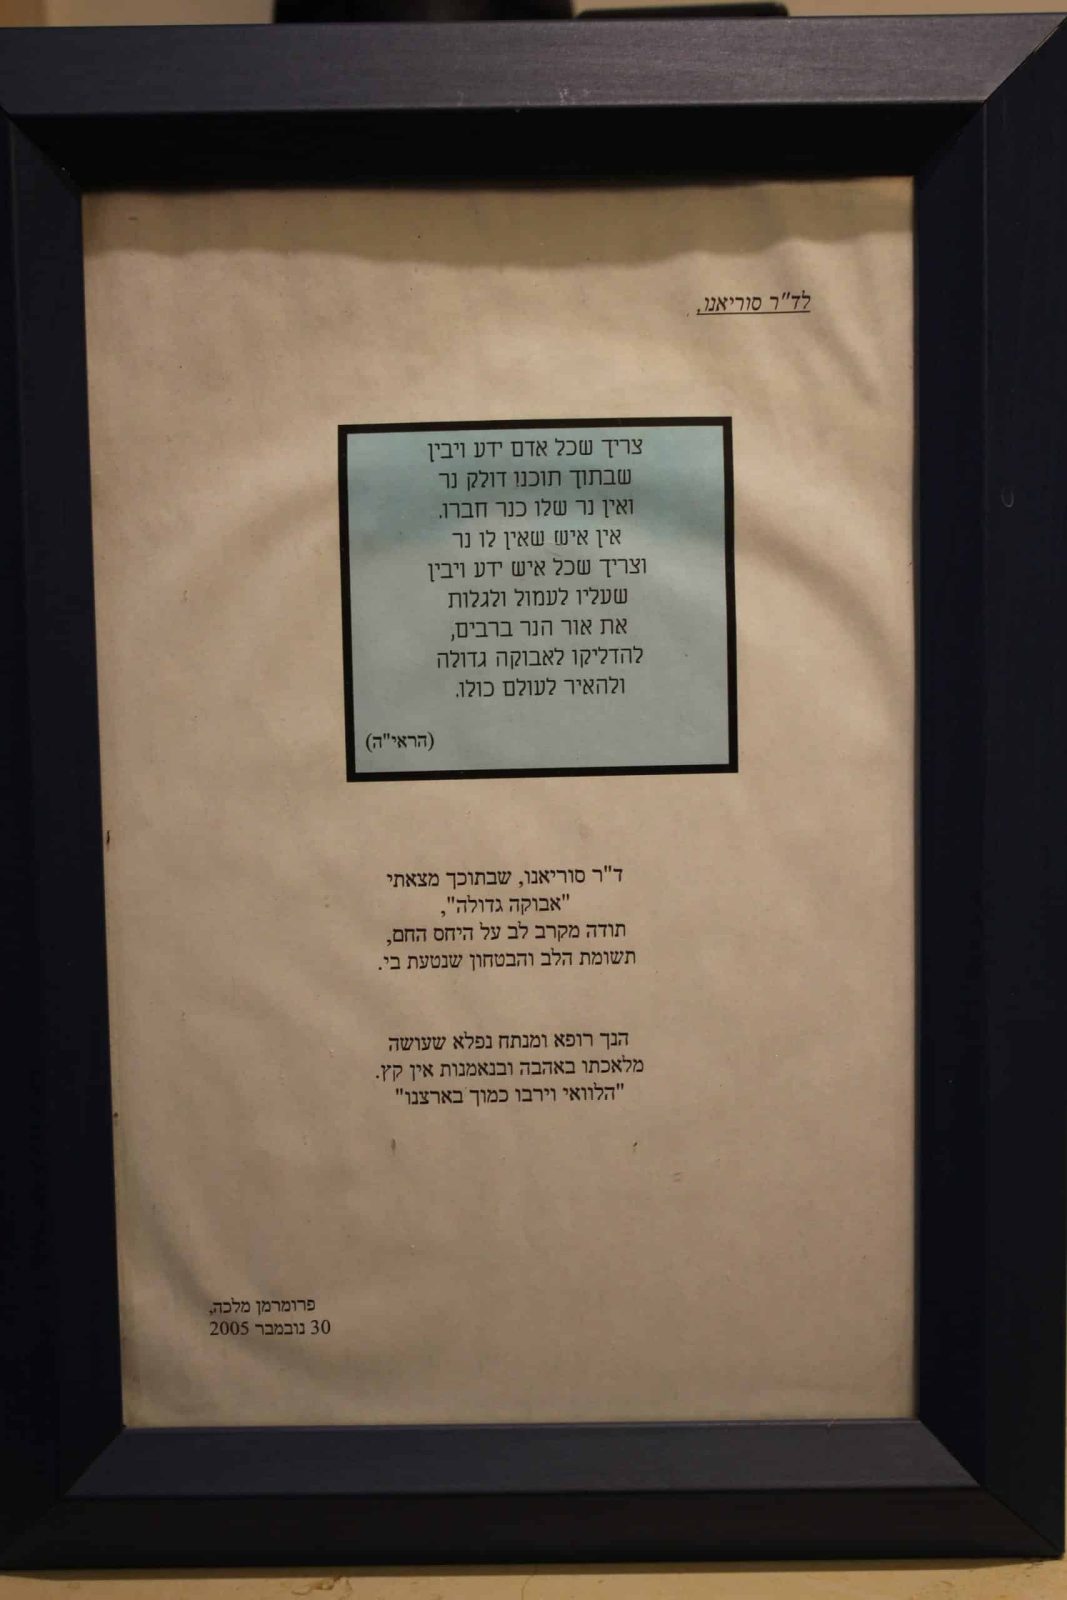 לד"ר סוריאנו,
צריך שכל אדם ידע ויבין
שבתוך תוכנו דולק נר
ואין נר שלו כנר חברו.
אין איש שאין לו נר
וצריך שכל איש ידע ויבין
שעליו לעמול ולגלות
את אור הנר ברבים,
להדליקו לאבוקה גדולה
ולהאיר לעולם כולו.
(הראי"ה)
ד"ר סוריאנו, שבתוכך מצאתי
"אבוקה גדולה",
תודה מקרב לב על היחס החם,
תשומת הלב והבטחון שנטעת בי.
הנך רופא ומנתח נפלא שעושה
מלאכתו באהבה ובנאמנות אין קץ.
"הלוואי וירבו כמוך בארצנו"
פרומרמן מלכה,
30 נובמבר 2005